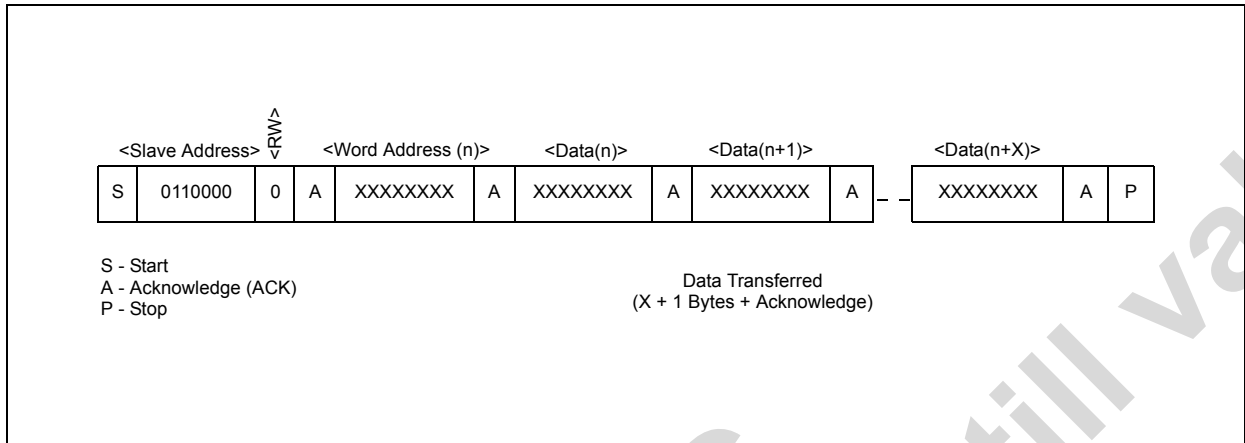 <Slave Address> <RW> <Word Address (n)> <Data(n)> <Data(n+1)> <Data(n+X)>
S 0110000 0 A XXXXXXXX A XXXXXXXX A XXXXXXXX A XXXXXXXX A P
S - Start
A - Acknowledge (ACK)
P - Stop
Data Transferred
(X + 1 Bytes + Acknowledge)
till